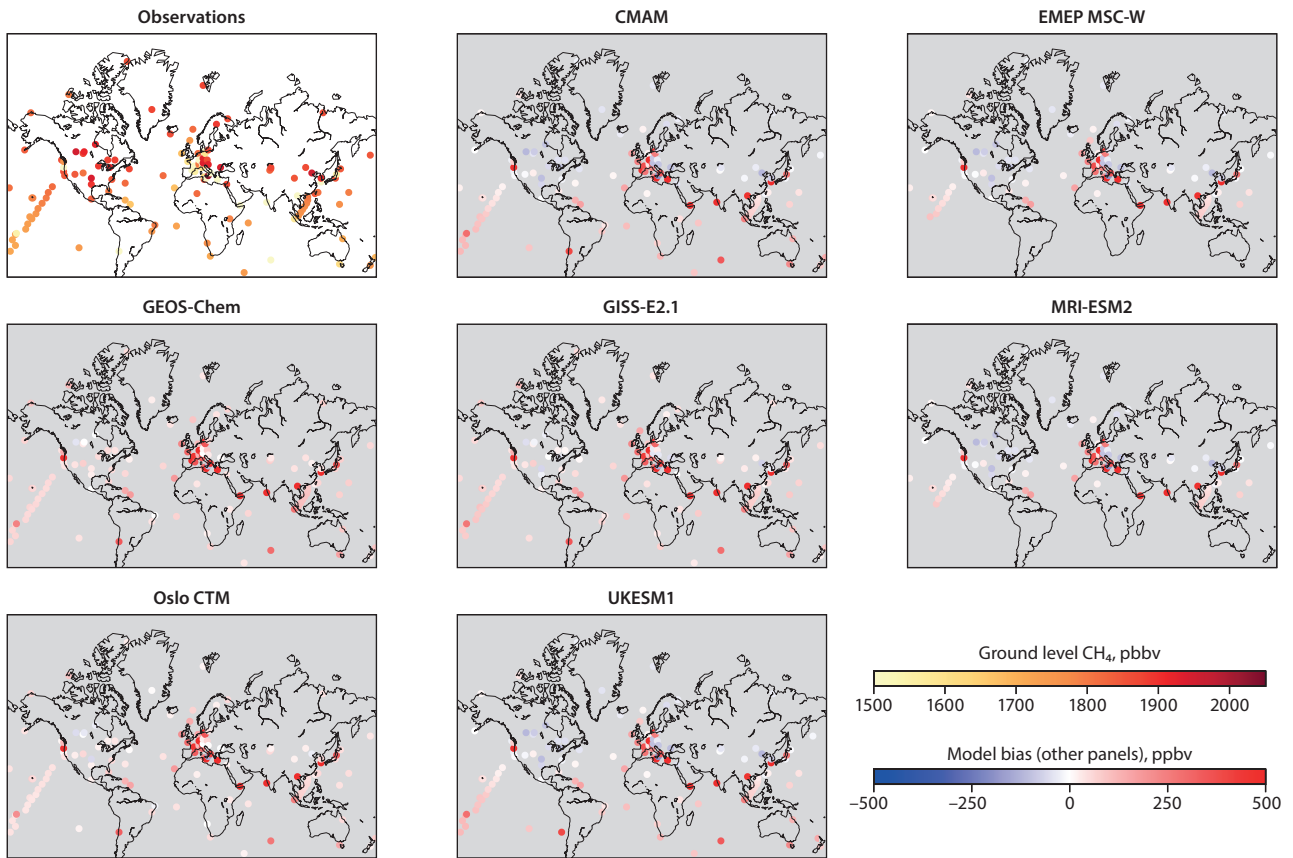 Observations
CMAM
EMEP MSC-W
GEOS-Chem
GISS-E2.1
MRI-ESM2
Oslo CTM
UKESM1
Ground level CH₄, pbbv
1500 1600 1700 1800 1900 2000
Model bias (other panels), ppbv
−500 −250 0 250 500